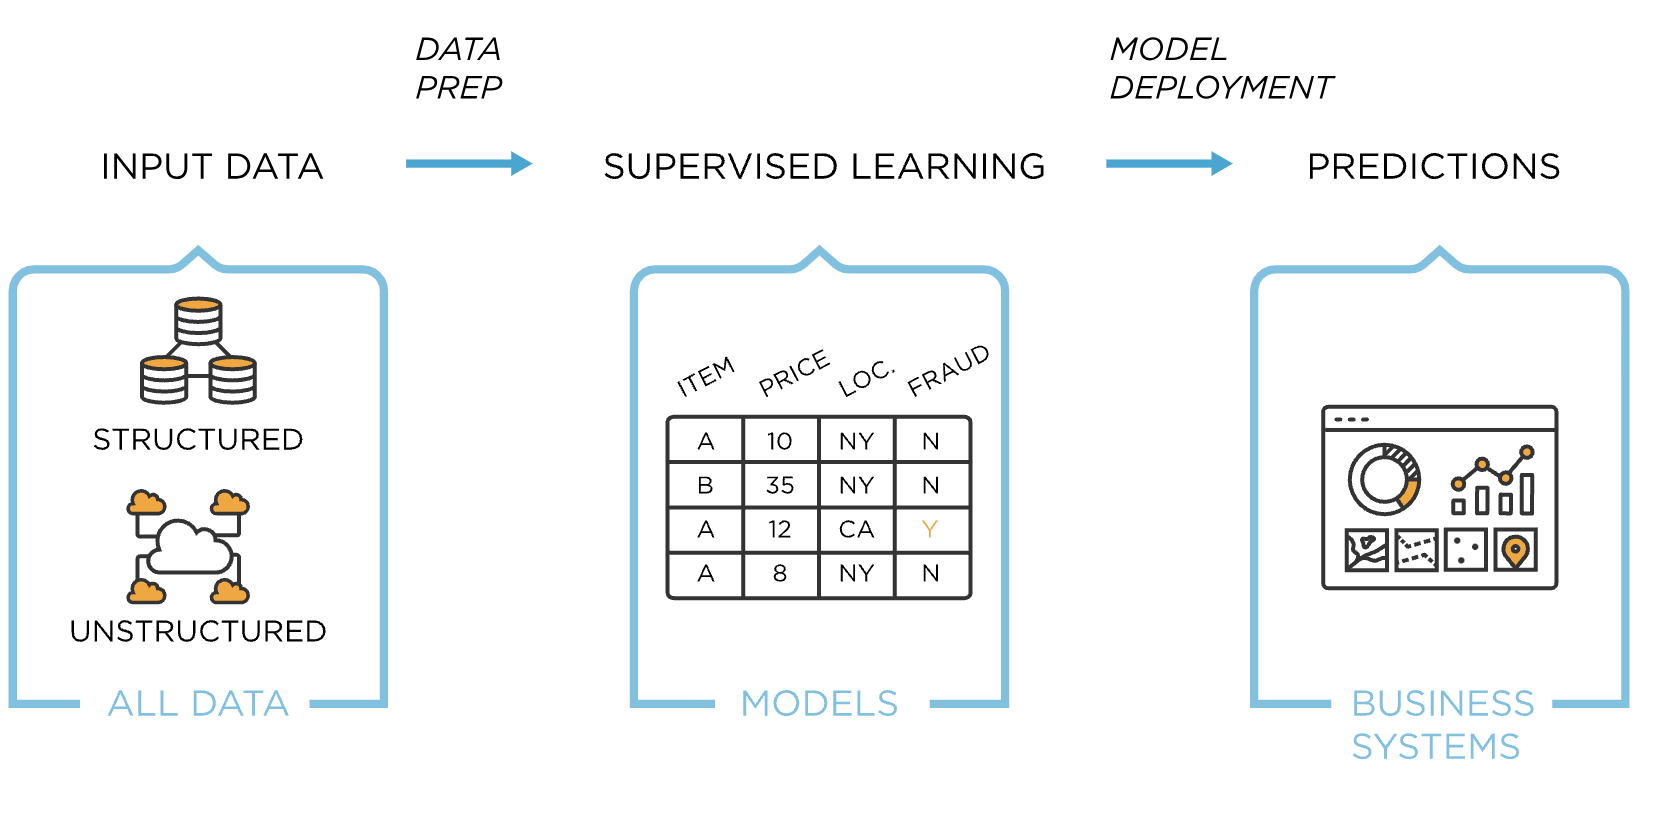 DATA
PREP
MODEL
DEPLOYMENT
INPUT DATA
SUPERVISED LEARNING
PREDICTIONS
STRUCTURED
UNSTRUCTURED
ALL DATA
ITEM PRICE LOC. FRAUD
A 10 NY N
B 35 NY N
A 12 CA Y
A 8 NY N
MODELS
BUSINESS
SYSTEMS